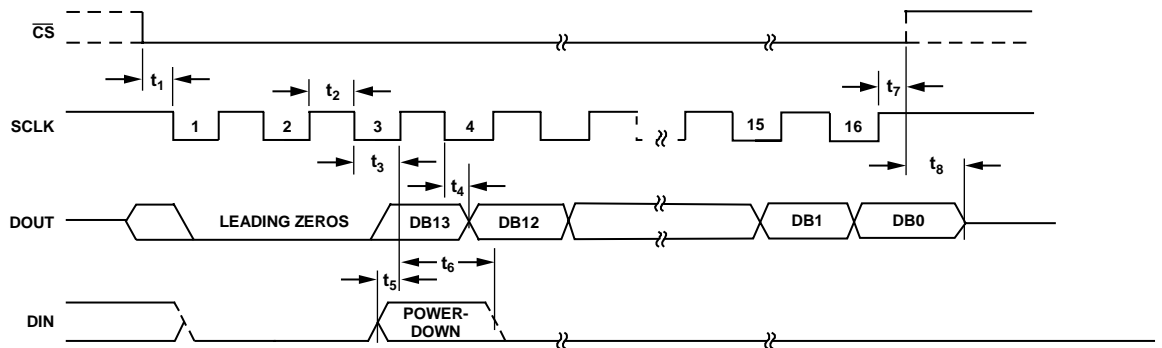 CS
t1
t2
t7
SCLK
1 2 3 4 15 16
t3
t4
t8
DOUT
LEADING ZEROS DB13 DB12 DB1 DB0
t6
t5
DIN
POWER-
DOWN